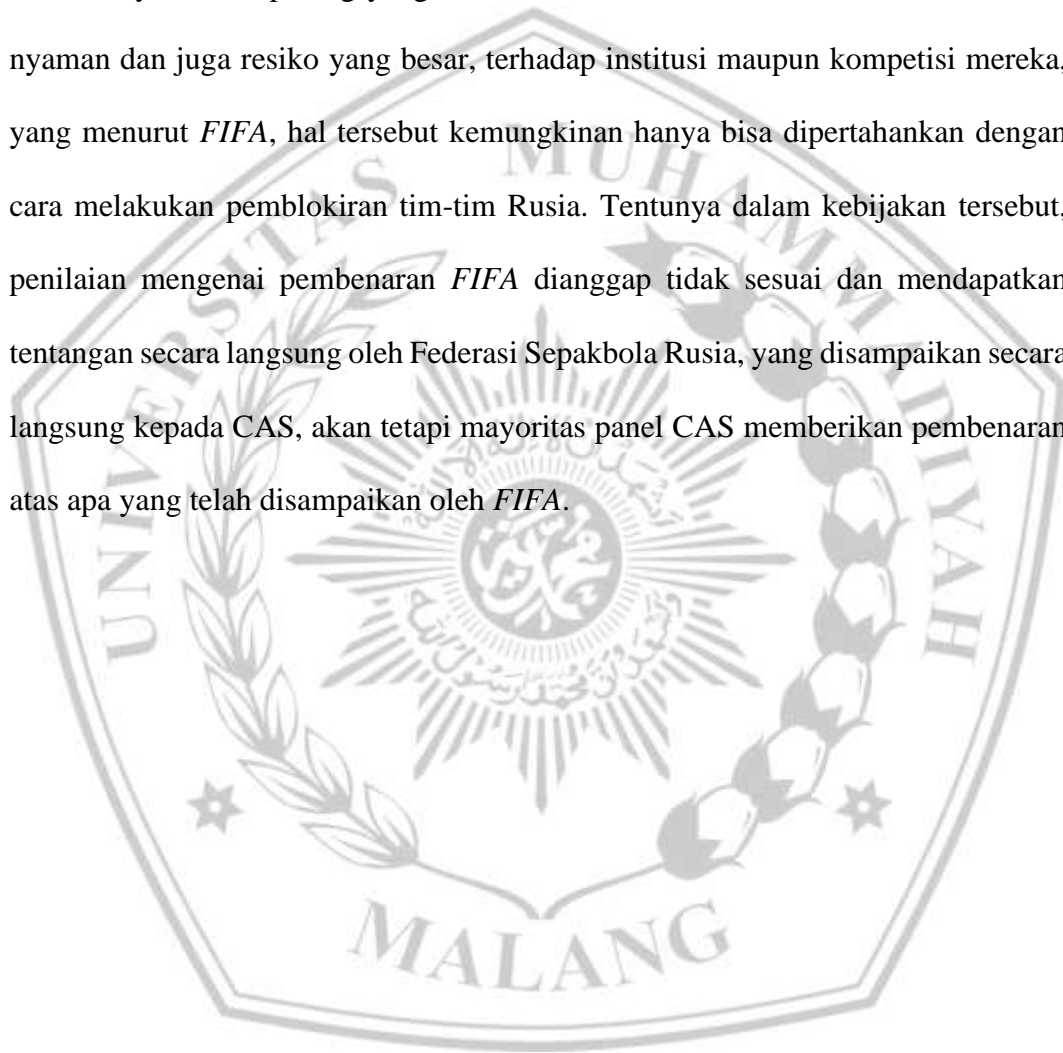 nyaman dan juga resiko yang besar, terhadap institusi maupun kompetisi mereka,
yang menurut FIFA, hal tersebut kemungkinan hanya bisa dipertahankan dengan
cara melakukan pemblokiran tim-tim Rusia. Tentunya dalam kebijakan tersebut,
penilaian mengenai pembenaran FIFA dianggap tidak sesuai dan mendapatkan
tentangan secara langsung oleh Federasi Sepakbola Rusia, yang disampaikan secara
langsung kepada CAS, akan tetapi mayoritas panel CAS memberikan pembenaran
atas apa yang telah disampaikan oleh FIFA.
UNIVERSITAS MUHAMMADIYAH
MALANG